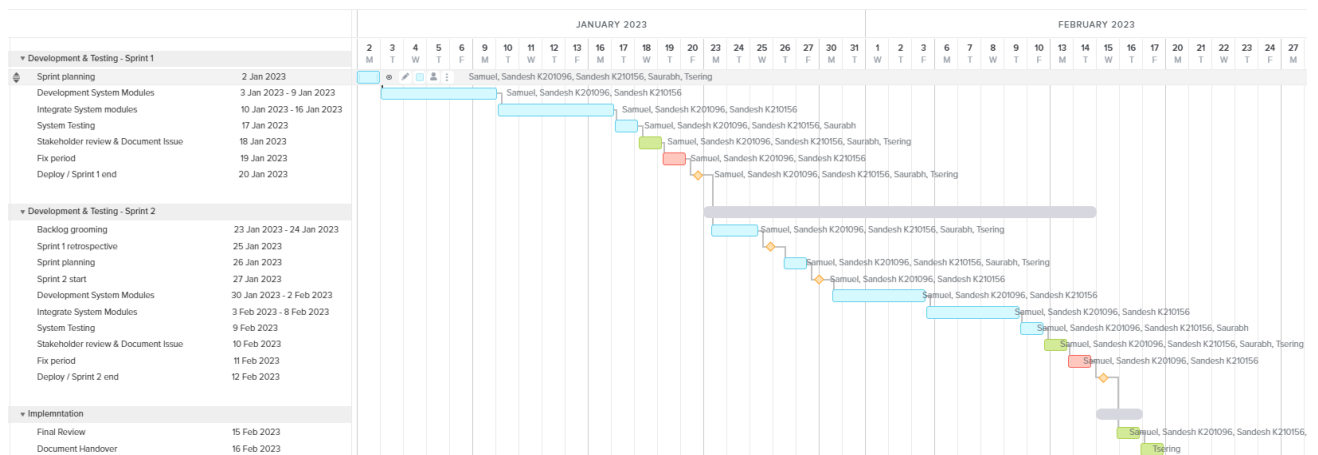 JANUARY 2023 FEBRUARY 2023
2 3 4 5 6 9 10 11 12 13 16 17 18 19 20 23 24 25 26 27 30 31 1 2 3 6 7 8 9 10 13 14 15 16 17 20 21 22 23 24 27
Development & Testing - Sprint 1 M T W T F M T W T F M T W T F M T W T F M T W T F M T W T F M T W T F M T W T F M
Sprint planning 2 Jan 2023 Samuel, Sandesh K201096, Sandesh K210156, Saurabh, Tsering
Development System Modules 3 Jan 2023 - 9 Jan 2023 Samuel, Sandesh K201096, Sandesh K210156
Integrate System modules 10 Jan 2023 - 16 Jan 2023 Samuel, Sandesh K201096, Sandesh K210156
System Testing 17 Jan 2023 Samuel, Sandesh K201096, Sandesh K210156, Saurabh
Stakeholder review & Document Issue 18 Jan 2023 Samuel, Sandesh K201096, Sandesh K210156, Saurabh, Tsering
Fix period 19 Jan 2023 Samuel, Sandesh K201096, Sandesh K210156
Deploy / Sprint 1 end 20 Jan 2023 Samuel, Sandesh K201096, Sandesh K210156, Saurabh, Tsering
Development & Testing - Sprint 2
Backlog grooming 23 Jan 2023 - 24 Jan 2023 Samuel, Sandesh K201096, Sandesh K210156, Saurabh, Tsering
Sprint 1 retrospective 25 Jan 2023
Sprint planning 26 Jan 2023 Samuel, Sandesh K201096, Sandesh K210156, Saurabh, Tsering
Sprint 2 start 27 Jan 2023 Samuel, Sandesh K201096, Sandesh K210156
Development System Modules 30 Jan 2023 - 2 Feb 2023 Samuel, Sandesh K201096, Sandesh K210156
Integrate System Modules 3 Feb 2023 - 8 Feb 2023 Samuel, Sandesh K201096, Sandesh K210156
System Testing 9 Feb 2023 Samuel, Sandesh K201096, Sandesh K210156, Saurabh
Stakeholder review & Document Issue 10 Feb 2023 Samuel, Sandesh K201096, Sandesh K210156, Saurabh, Tsering
Fix period 11 Feb 2023 Samuel, Sandesh K201096, Sandesh K210156
Deploy / Sprint 2 end 12 Feb 2023
Implemntation
Final Review 15 Feb 2023 Samuel, Sandesh K201096, Sandesh K210156,
Document Handover 16 Feb 2023 Tsering